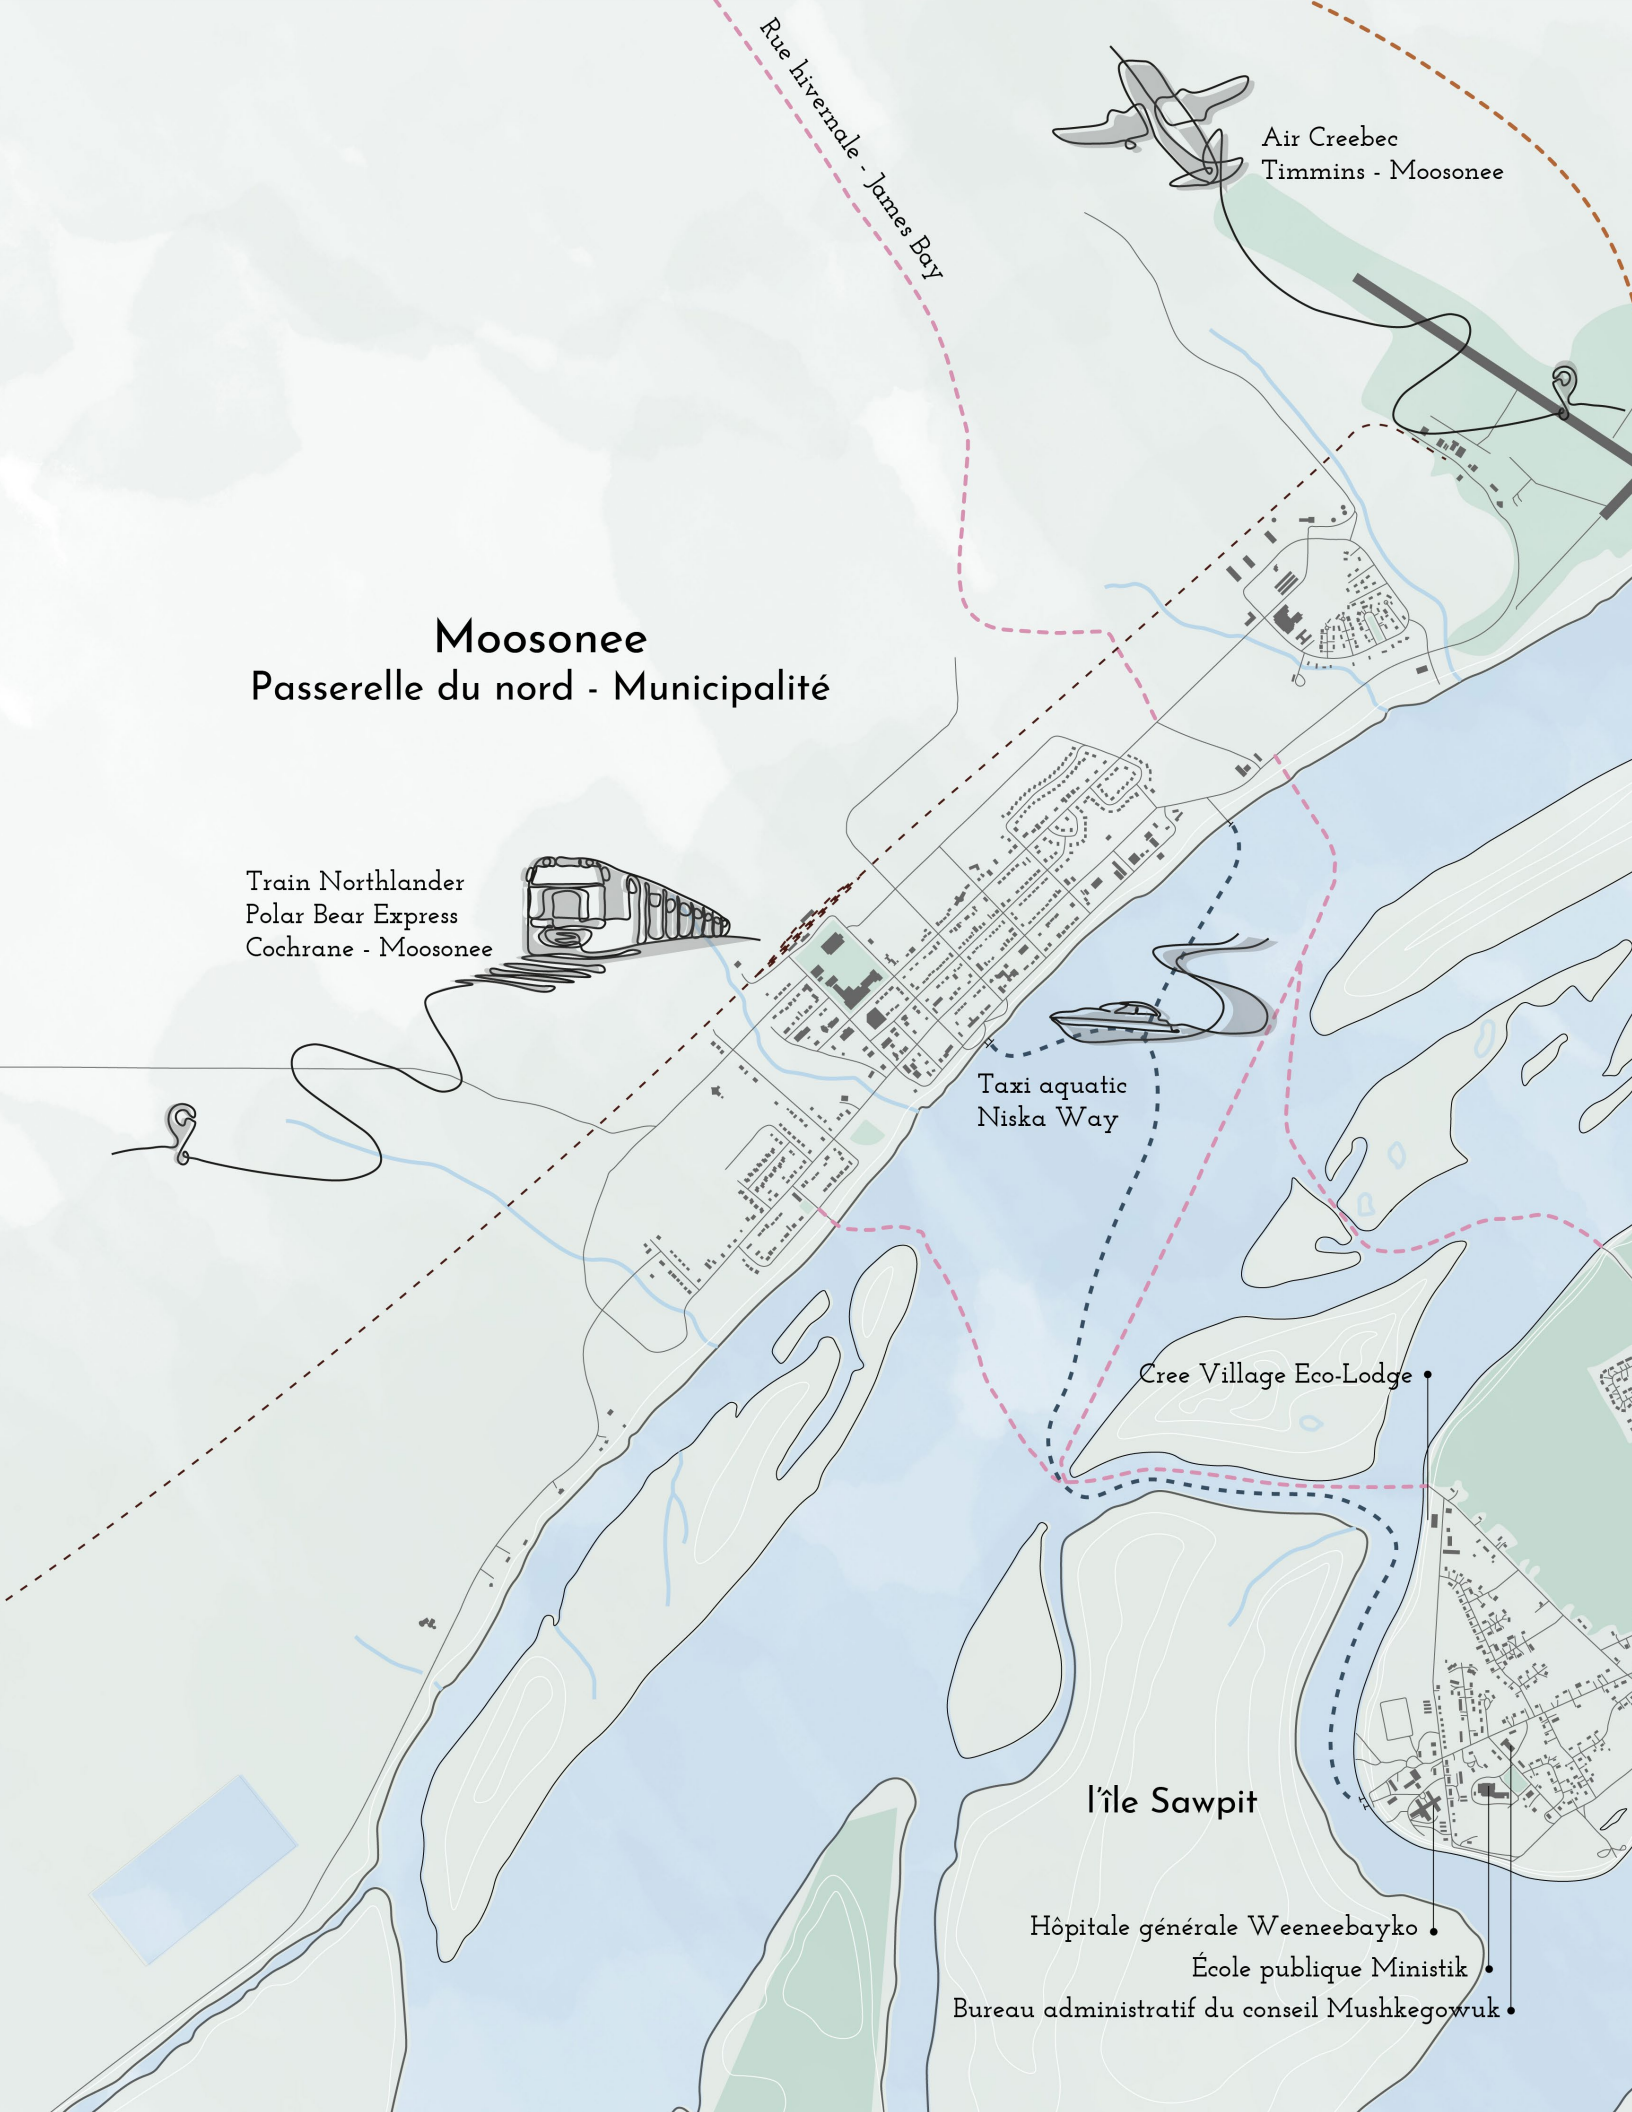 Rue hivernale - James Bay
Air Creebec
Timmins - Moosonee
Moosonee
Passerelle du nord - Municipalité
Train Northlander
Polar Bear Express
Cochrane - Moosonee
Taxi aquatic
Niska Way
Cree Village Eco-Lodge
l'île Sawpit
Hôpitale générale Weeneebayko
École publique Ministik
Bureau administratif du conseil Mushkegowuk